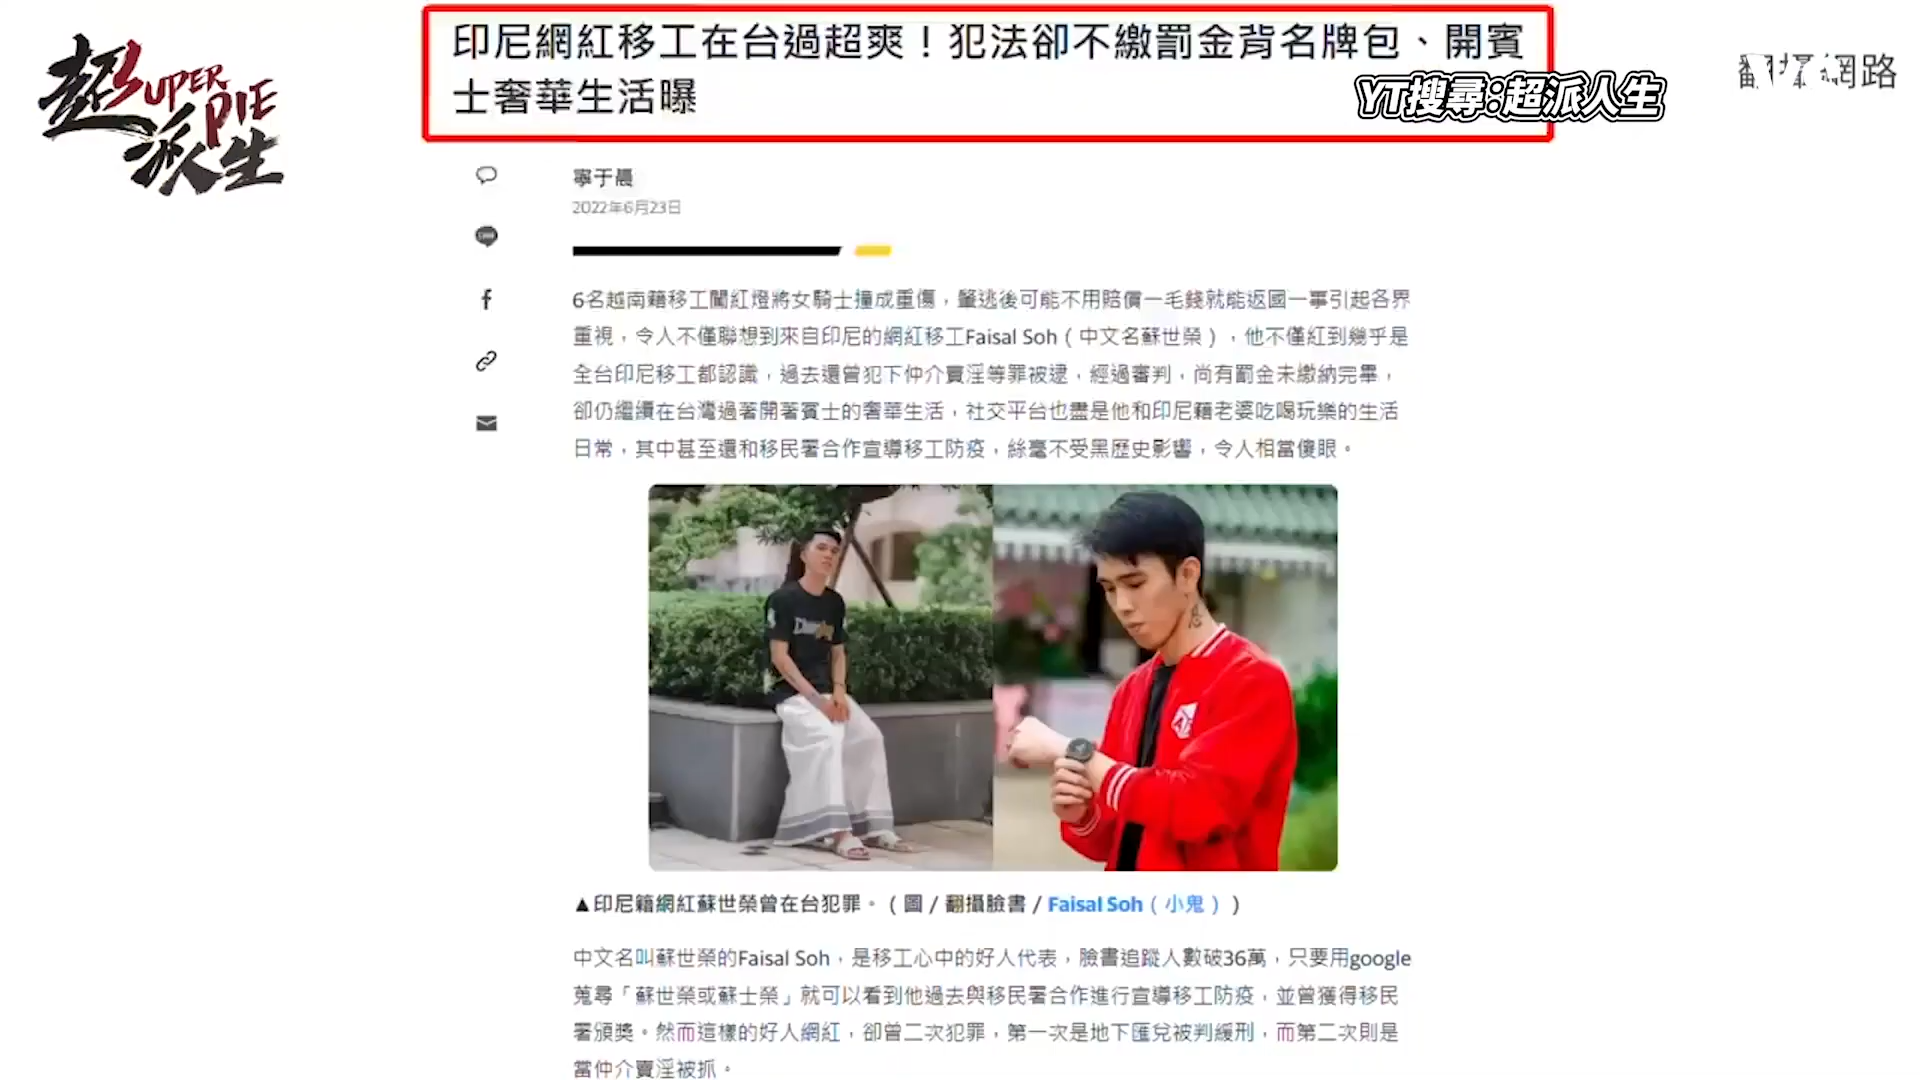 超派人生
SUPER PIE
印尼網紅移工在台過超爽！犯法卻不繳罰金背名牌包、開賓
士奢華生活曝
YT搜尋:超派人生
網路
寧于晨
2022年6月23日
6名越南籍移工闖紅燈將女騎士撞成重傷，肇逃後可能不用賠償一毛錢就能返國一事引起各界
重視，令人不僅聯想到來自印尼的網紅移工Faisal Soh（中文名蘇世榮），他不僅紅到幾乎是
全台印尼移工都認識，過去還曾犯下仲介賣淫等罪被逮，經過審判，尚有罰金未繳納完畢，
卻仍繼續在台灣過著開著賓士的奢華生活，社交平台也盡是他和印尼籍老婆吃喝玩樂的生活
日常，其中甚至還和移民署合作宣導移工防疫，絲毫不受黑歷史影響，令人相當傻眼。
▲印尼籍網紅蘇世榮曾在台犯罪。（圖／翻攝臉書／Faisal Soh（小鬼））
中文名叫蘇世榮的Faisal Soh，是移工心中的好人代表，臉書追蹤人數破36萬，只要用google
蒐尋「蘇世榮或蘇士榮」就可以看到他過去與移民署合作進行宣導移工防疫，並曾獲得移民
署頒獎。然而這樣的好人網紅，卻曾二次犯罪，第一次是地下匯兌被判緩刑，而第二次則是
當仲介賣淫被抓。